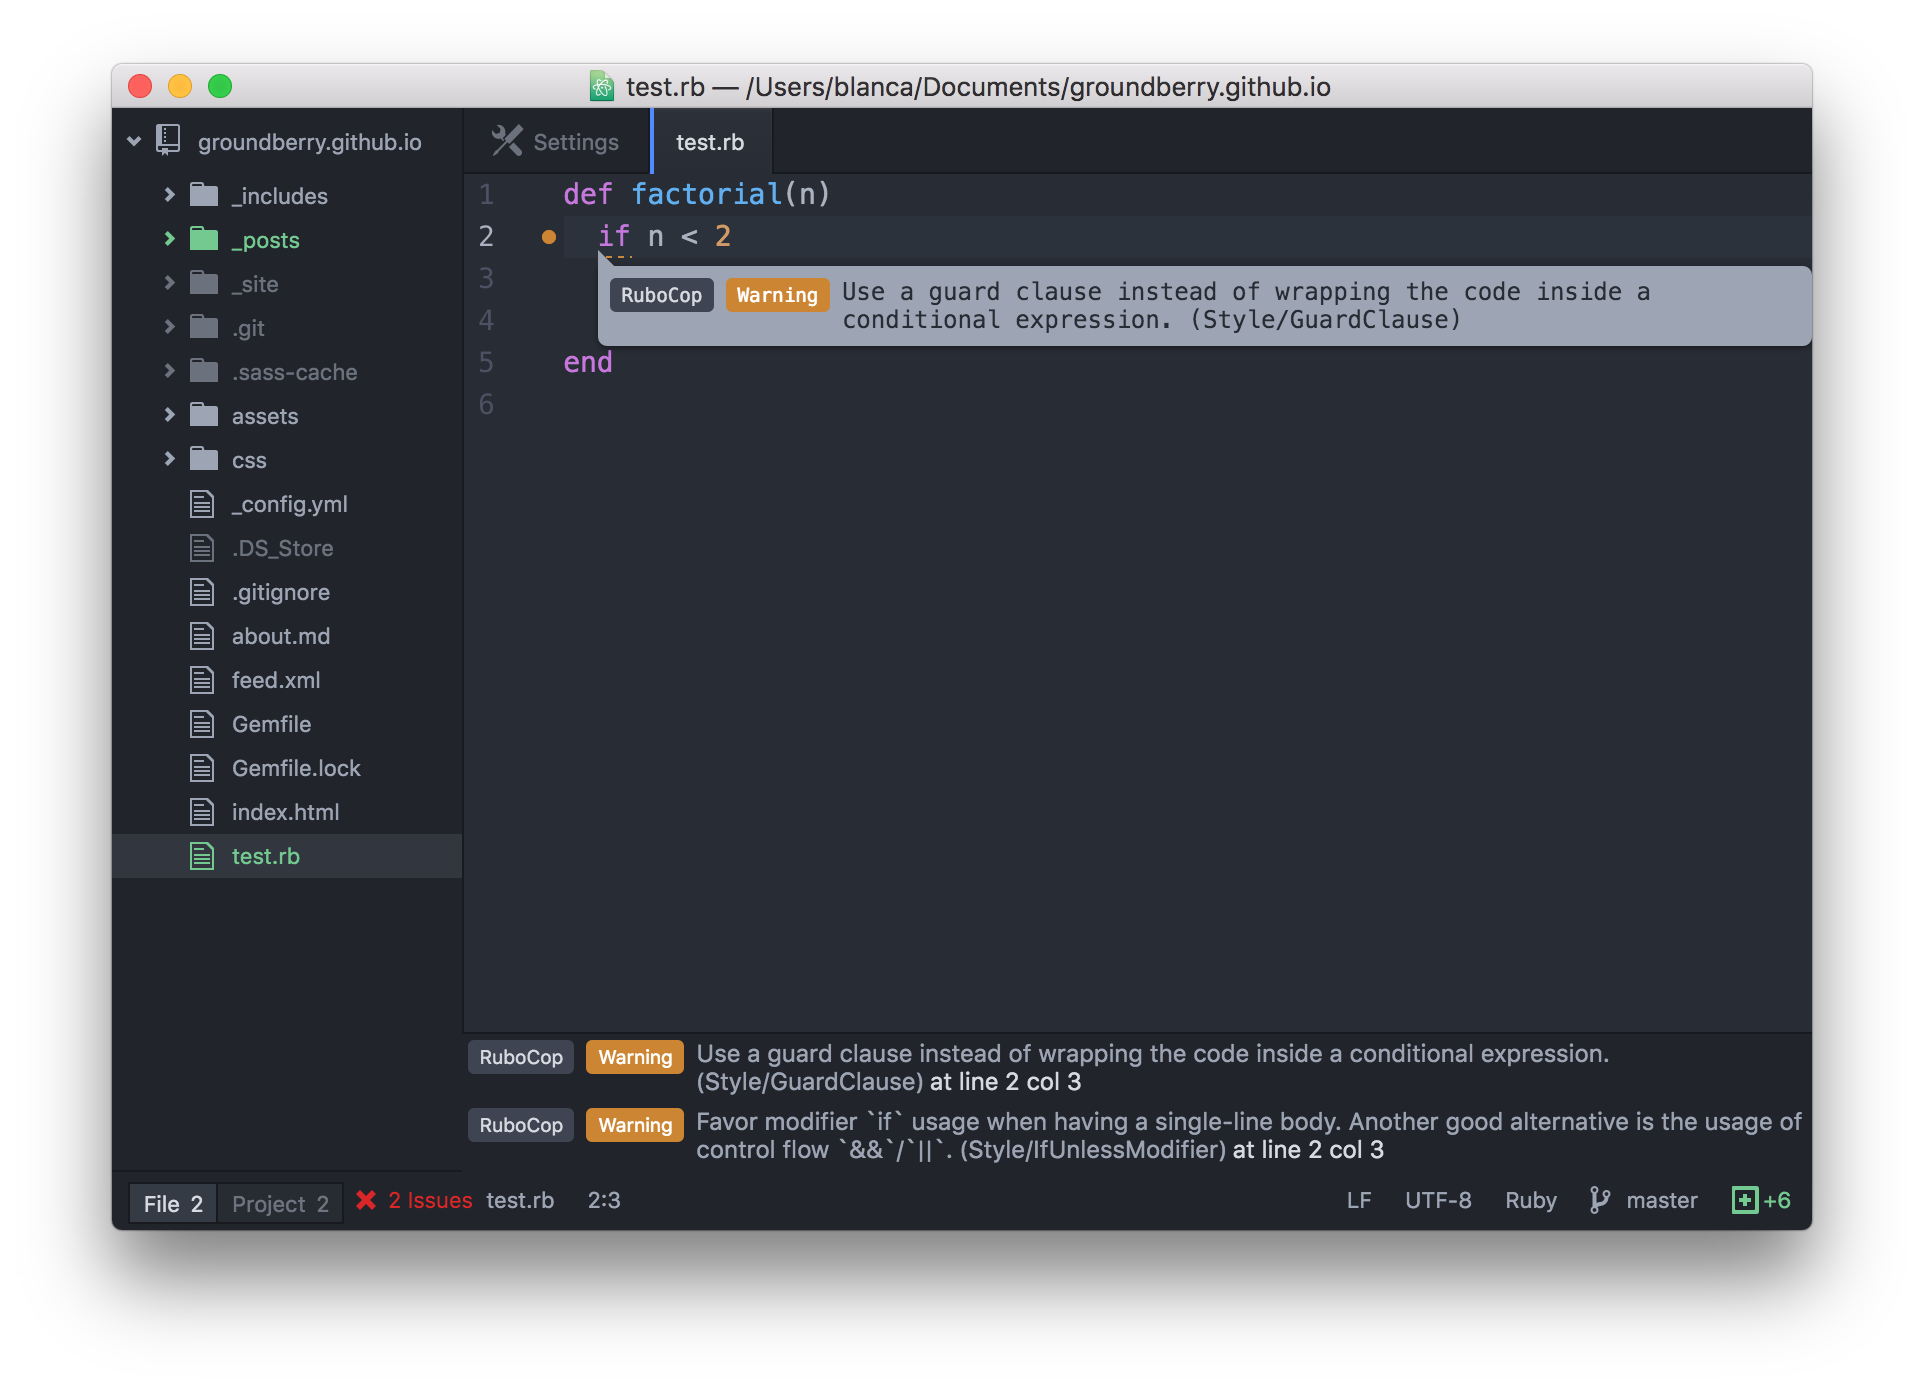 test.rb — /Users/blanca/Documents/groundberry.github.io
groundberry.github.io
_includes
_posts
_site
.git
.sass-cache
assets
css
_config.yml
.DS_Store
.gitignore
about.md
feed.xml
Gemfile
Gemfile.lock
index.html
test.rb
Settings
test.rb
1 def factorial(n)
2 if n < 2
3
4
5 end
6
RuboCop Warning Use a guard clause instead of wrapping the code inside a
conditional expression. (Style/GuardClause)
RuboCop Warning Use a guard clause instead of wrapping the code inside a conditional expression.
(Style/GuardClause) at line 2 col 3
RuboCop Warning Favor modifier `if` usage when having a single-line body. Another good alternative is the usage of
control flow `&&`/`||`. (Style/IfUnlessModifier) at line 2 col 3
File 2 Project 2 2 Issues test.rb 2:3 LF UTF-8 Ruby master +6